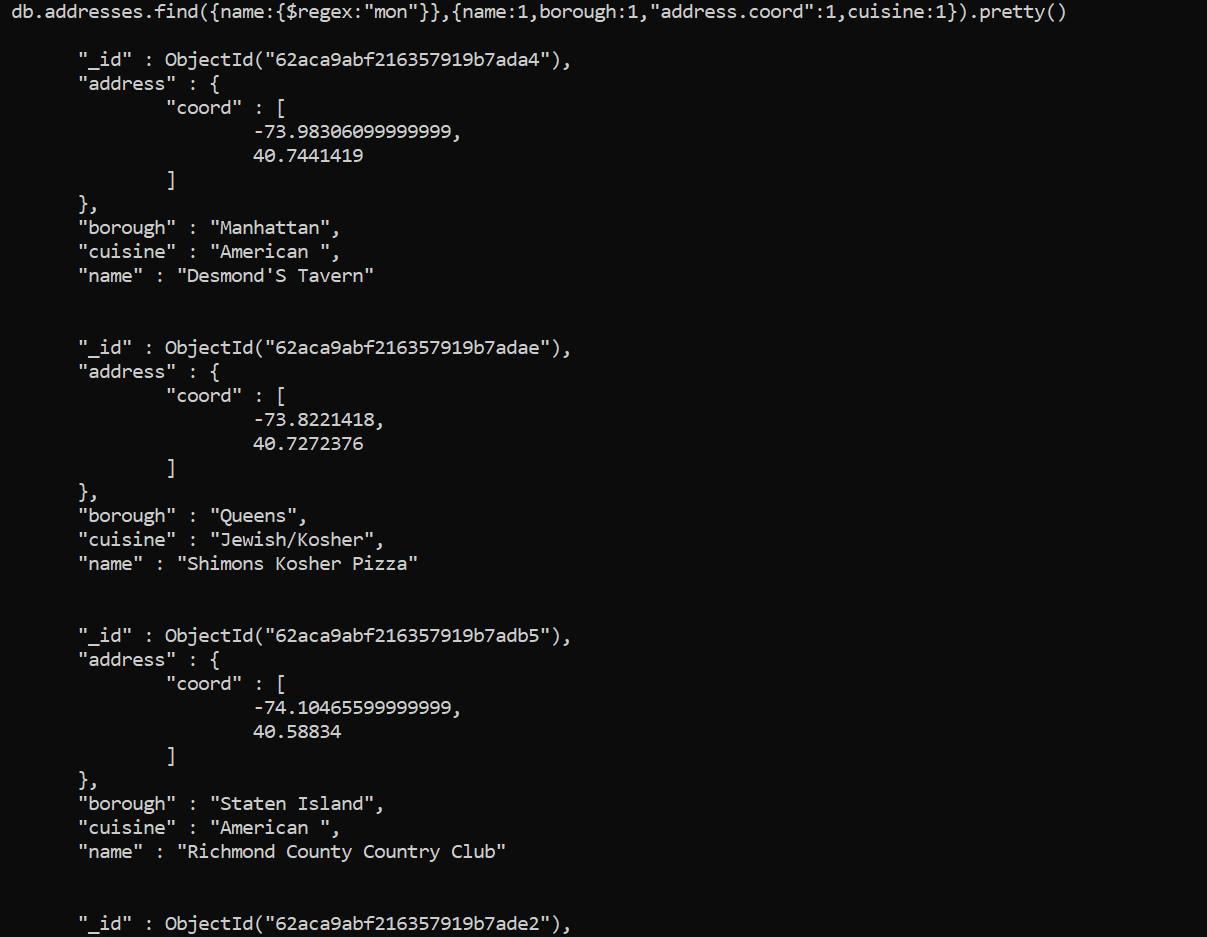 db.addresses.find({name:{$regex:"mon"}},{name:1,borough:1,"address.coord":1,cuisine:1}).pretty()
"_id" : ObjectId("62aca9abf216357919b7ada4"),
"address" : {
"coord" : [
-73.98306099999999,
40.7441419
]
},
"borough" : "Manhattan",
"cuisine" : "American ",
"name" : "Desmond'S Tavern"
"_id" : ObjectId("62aca9abf216357919b7adae"),
"address" : {
"coord" : [
-73.8221418,
40.7272376
]
},
"borough" : "Queens",
"cuisine" : "Jewish/Kosher",
"name" : "Shimons Kosher Pizza"
"_id" : ObjectId("62aca9abf216357919b7adb5"),
"address" : {
"coord" : [
-74.10465599999999,
40.58834
]
},
"borough" : "Staten Island",
"cuisine" : "American ",
"name" : "Richmond County Country Club"
"_id" : ObjectId("62aca9abf216357919b7ade2"),